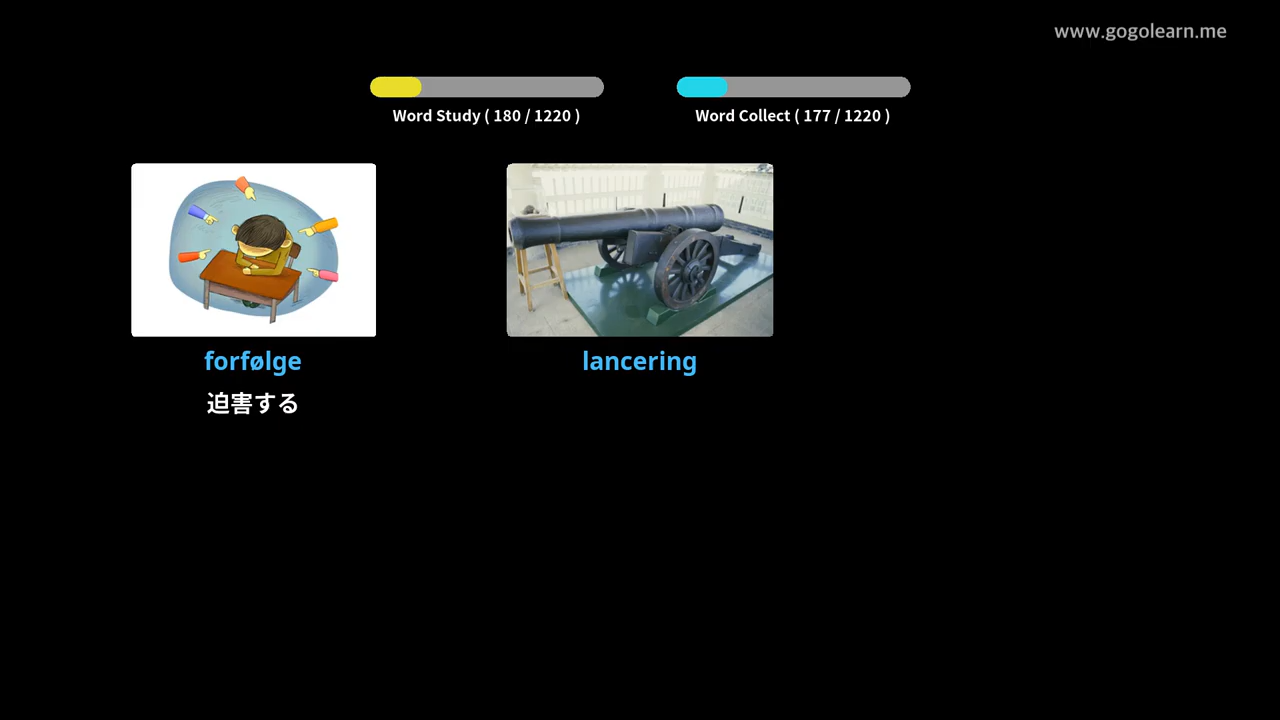 www.gogolearn.me
Word Study ( 180 / 1220 )
Word Collect ( 177 / 1220 )
forfølge
lancering
迫害する